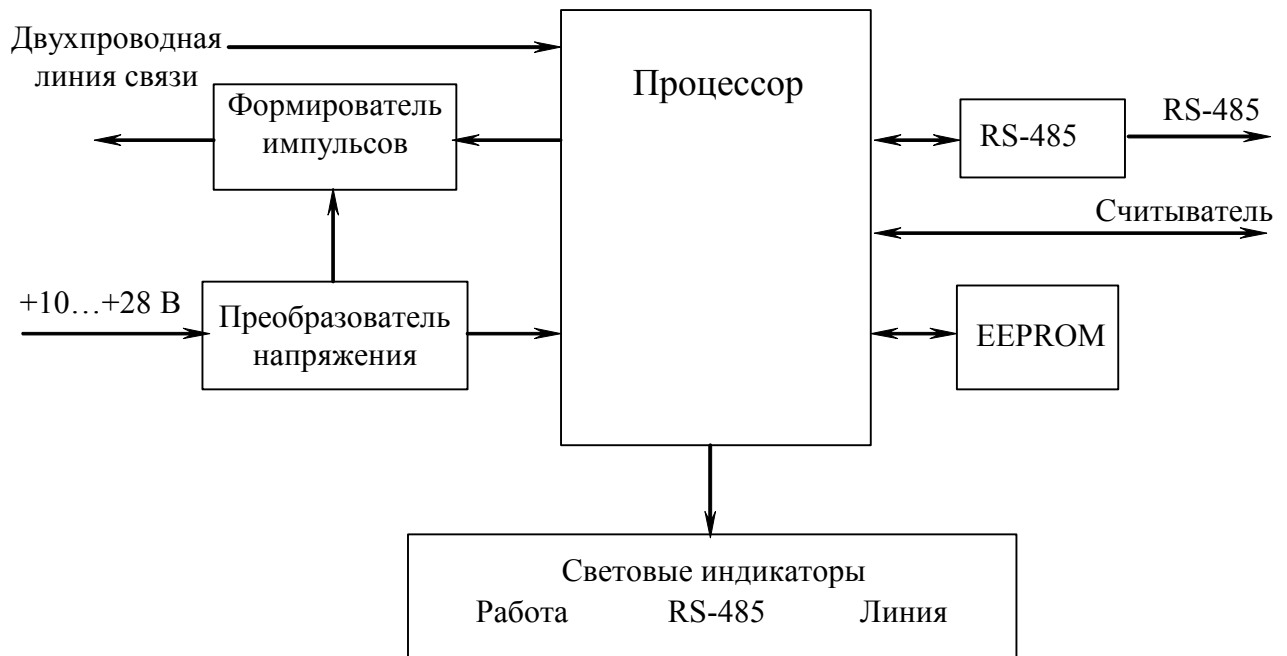 Двухпроводная
линия связи
Процессор
Формирователь
импульсов
RS-485
RS-485
Считыватель
+10…+28 В
Преобразователь
напряжения
EEPROM
Световые индикаторы
Работа RS-485 Линия